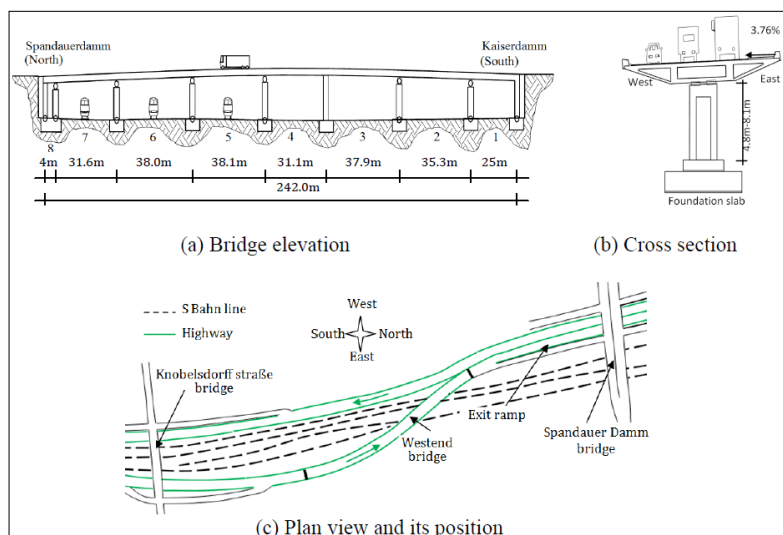 Spandauerdamm
(North)
Kaiserdamm
(South)
8
7
6
5
4
3
2
1
4m
31.6m
38.0m
38.1m
31.1m
37.9m
35.3m
25m
242.0m
(a) Bridge elevation
3.76%
West
East
4.8m-8.1m
Foundation slab
(b) Cross section
S Bahn line
Highway
West
South
North
East
Knobelsdorff straße
bridge
Westend
bridge
Exit ramp
Spandauer Damm
bridge
(c) Plan view and its position